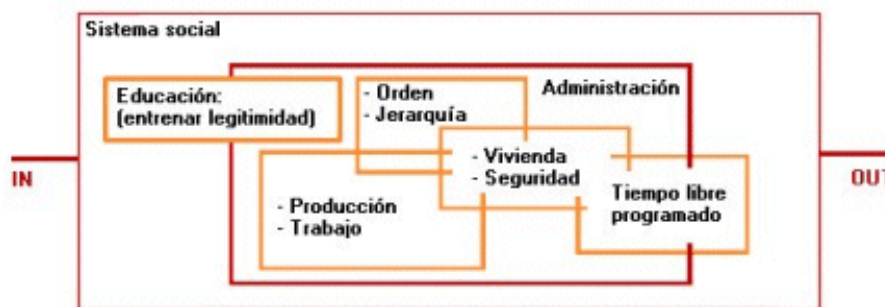 Sistema social
Educación:
(entrenar legitimidad)
- Orden
- Jerarquía
Administración
- Vivienda
- Seguridad
IN
OUT
Tiempo libre
programado
- Producción
- Trabajo